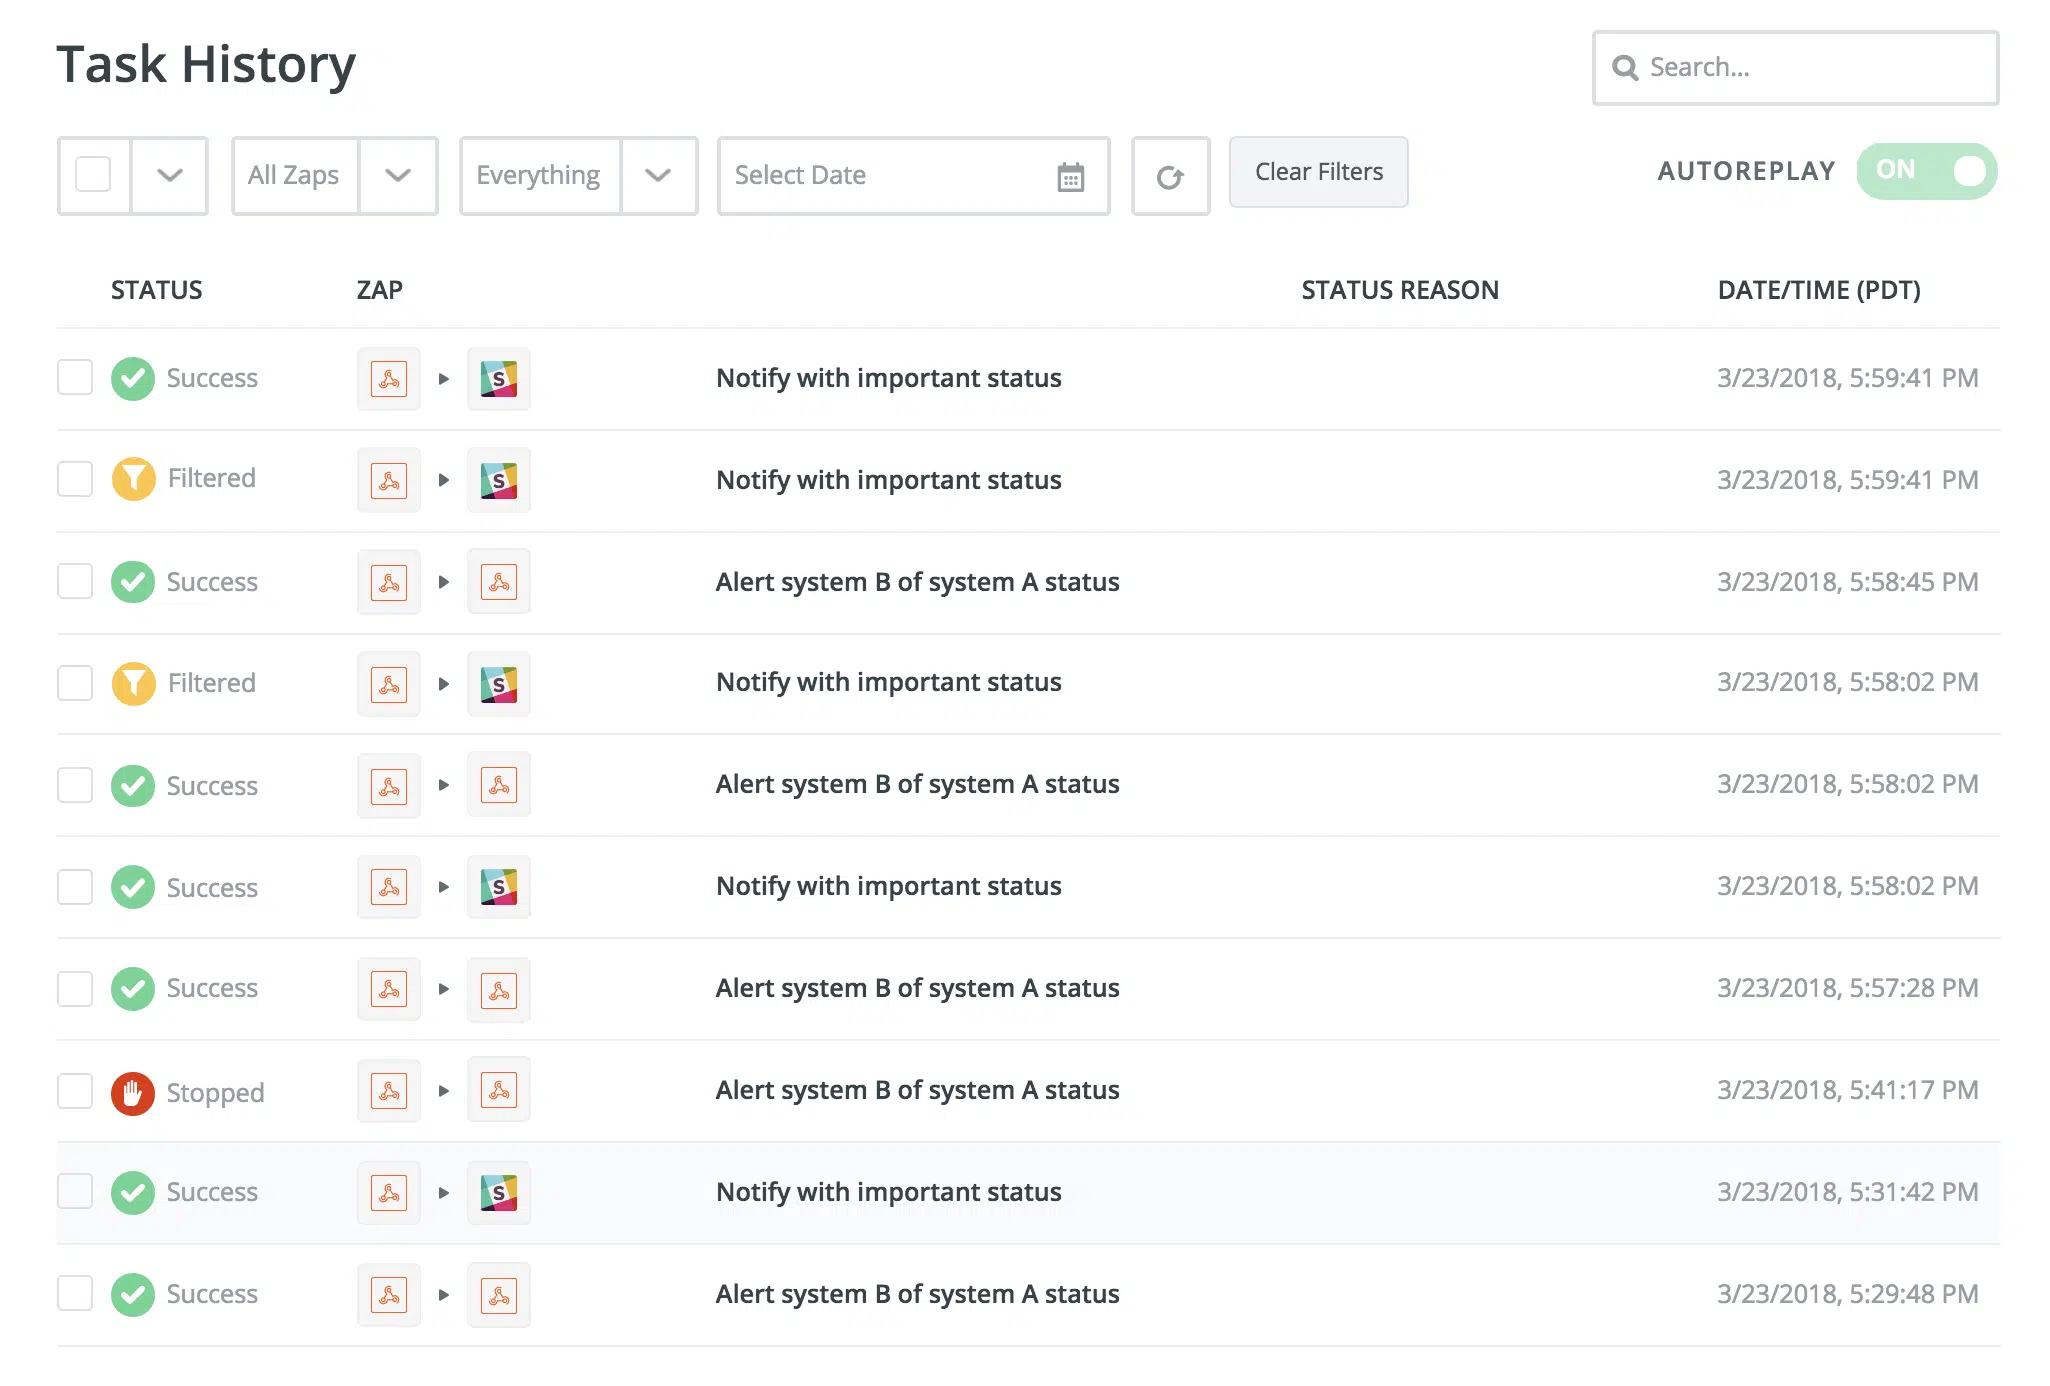 Task History
Search...
All Zaps Everything Select Date Clear Filters AUTOREPLAY ON
STATUS ZAP STATUS REASON DATE/TIME (PDT)
Success S Notify with important status 3/23/2018, 5:59:41 PM
Filtered S Notify with important status 3/23/2018, 5:59:41 PM
Success Alert system B of system A status 3/23/2018, 5:58:45 PM
Filtered S Notify with important status 3/23/2018, 5:58:02 PM
Success Alert system B of system A status 3/23/2018, 5:58:02 PM
Success S Notify with important status 3/23/2018, 5:58:02 PM
Success Alert system B of system A status 3/23/2018, 5:57:28 PM
Stopped Alert system B of system A status 3/23/2018, 5:41:17 PM
Success S Notify with important status 3/23/2018, 5:31:42 PM
Success Alert system B of system A status 3/23/2018, 5:29:48 PM